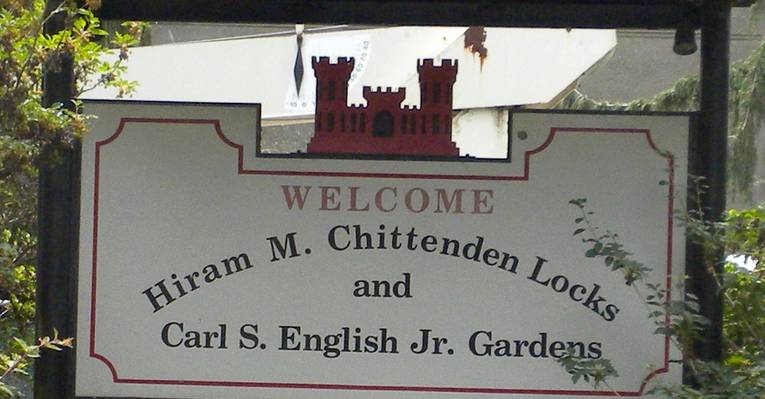 WELCOME
Hiram M. Chittenden Locks
and
Carl S. English Jr. Gardens